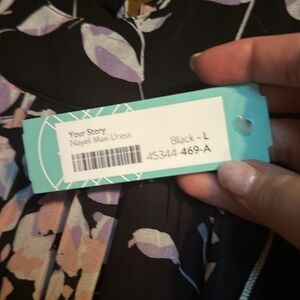 Your Story
Nayeli Maxi Dress
Black - L
45344-469-A